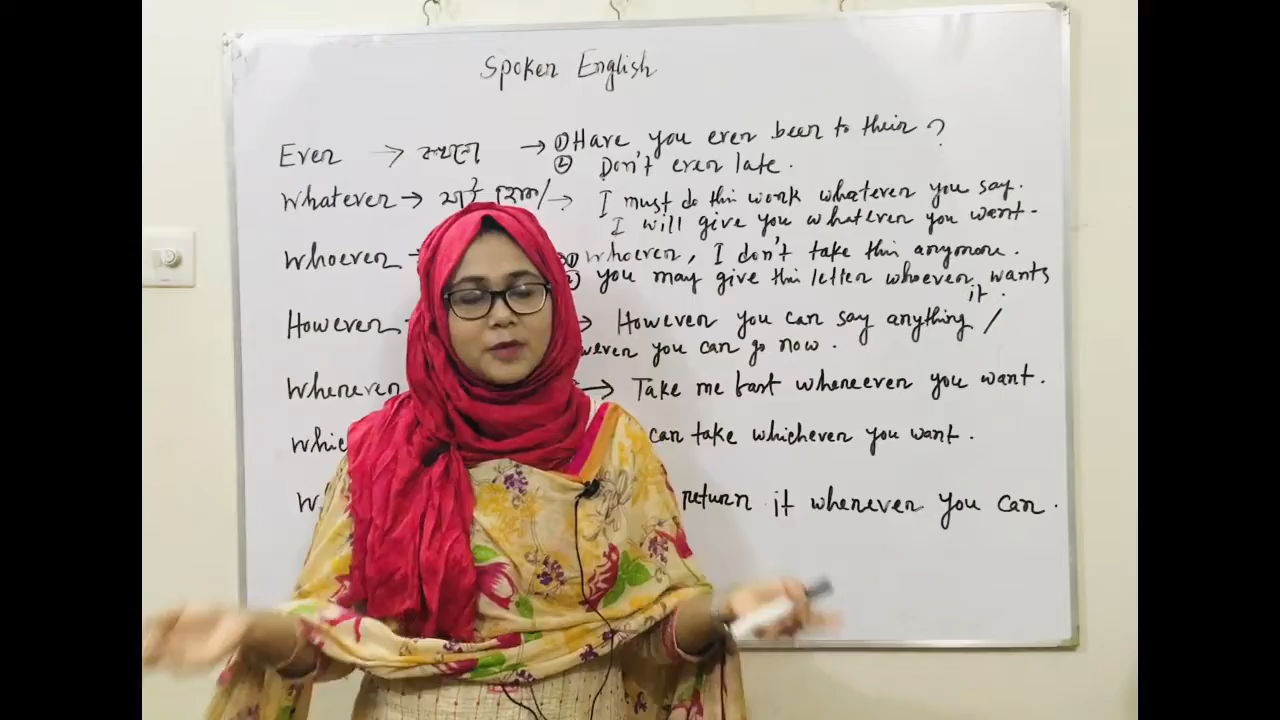 Spoken English
Ever → কখনো → ① Have you ever been to their ?
② Don't ever late.
Whatever → যাই → I must do this work whatever you say.
I will give you whatever you want.
Whoever whoever, I don't take this anymore.
② you may give this letter whoever wants
it.
However → However you can say anything /
you can go now.
Whenever → Take me fast wheneever you want.
can take whichever you want.
return it whenever you can.